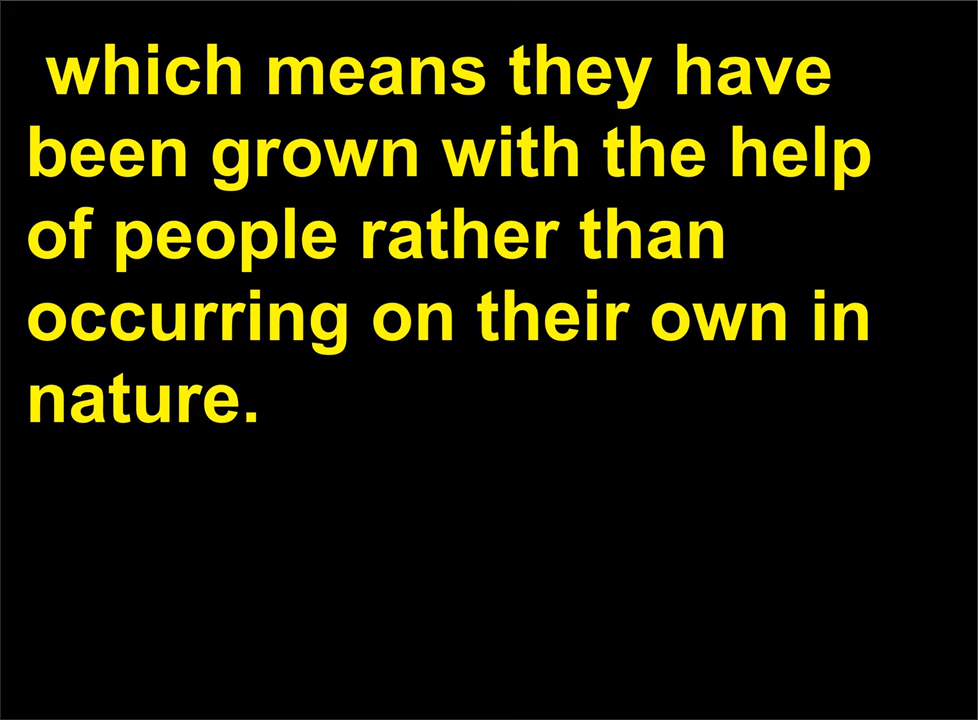 which means they have
been grown with the help
of people rather than
occurring on their own in
nature.